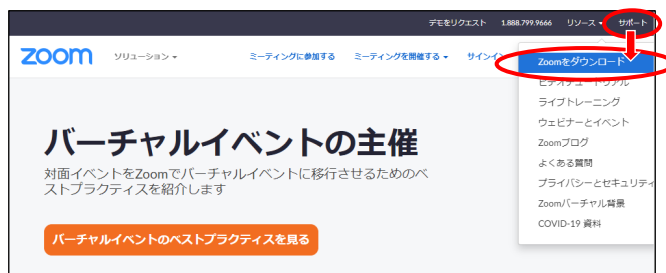 デモをリクエスト 1.888.799.9666 リソース サポート
zoom ソリューション ミーティングに参加する ミーティングを開催する サインイン
Zoomをダウンロード
ビデオチュートリアル
ライブトレーニング
ウェビナーとイベント
Zoomブログ
よくある質問
プライバシーとセキュリティ
Zoomバーチャル背景
COVID-19 資料
バーチャルイベントの主催
対面イベントをZoomでバーチャルイベントに移行させるためのベ
ストプラクティスを紹介します
バーチャルイベントのベストプラクティスを見る